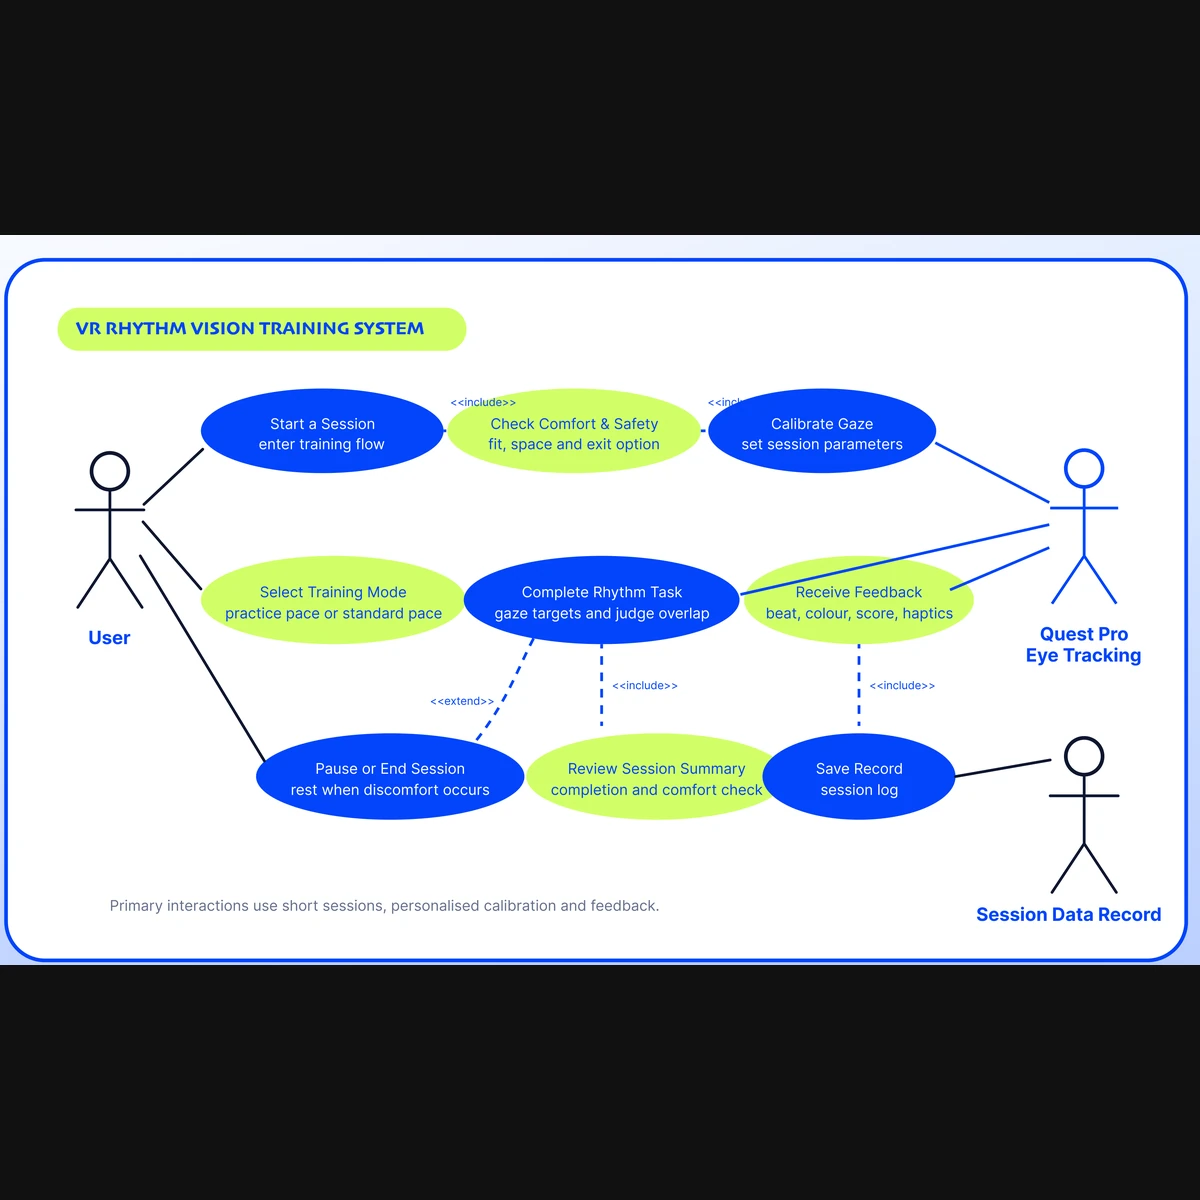 VR RHYTHM VISION TRAINING SYSTEM
<<include>>
Start a Session
enter training flow
Check Comfort & Safety
fit, space and exit option
Calibrate Gaze
set session parameters
Select Training Mode
practice pace or standard pace
Complete Rhythm Task
gaze targets and judge overlap
Receive Feedback
beat, colour, score, haptics
User
Quest Pro
Eye Tracking
<<extend>>
<<include>>
<<include>>
Pause or End Session
rest when discomfort occurs
Review Session Summary
completion and comfort check
Save Record
session log
Primary interactions use short sessions, personalised calibration and feedback.
Session Data Record